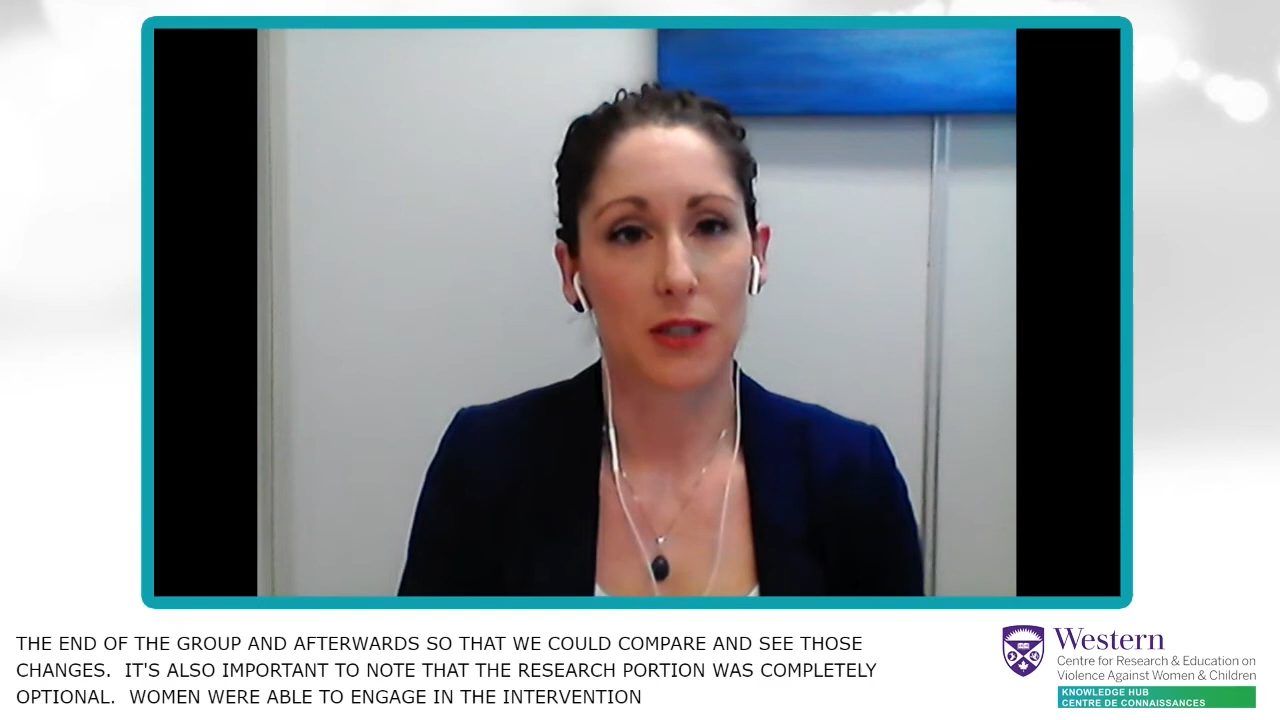 THE END OF THE GROUP AND AFTERWARDS SO THAT WE COULD COMPARE AND SEE THOSE
CHANGES.  IT'S ALSO IMPORTANT TO NOTE THAT THE RESEARCH PORTION WAS COMPLETELY
OPTIONAL.  WOMEN WERE ABLE TO ENGAGE IN THE INTERVENTION
Western
Centre for Research & Education on
Violence Against Women & Children
KNOWLEDGE HUB
CENTRE DE CONNAISSANCES